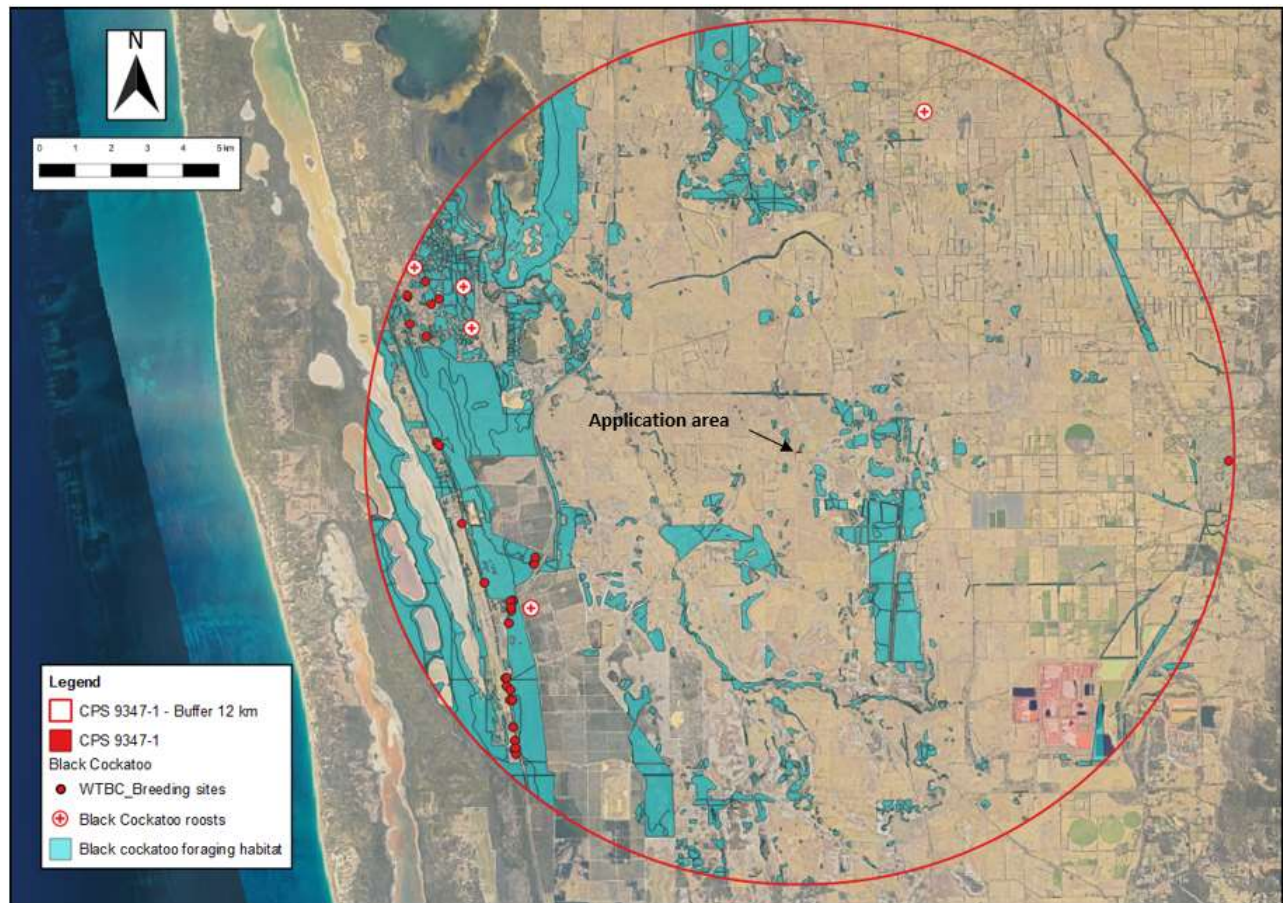 N
0 1 2 3 4 5 km
Application area
Legend
CPS 9347-1 - Buffer 12 km
CPS 9347-1
Black Cockatoo
WTBC_Breeding sites
Black Cockatoo roosts
Black cockatoo foraging habitat